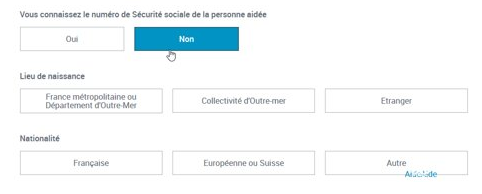 Vous connaissez le numéro de Sécurité sociale de la personne aidée
Oui
Non
Lieu de naissance
France métropolitaine ou
Département d'Outre-Mer
Collectivité d'Outre-mer
Etranger
Nationalité
Française
Européenne ou Suisse
Autre